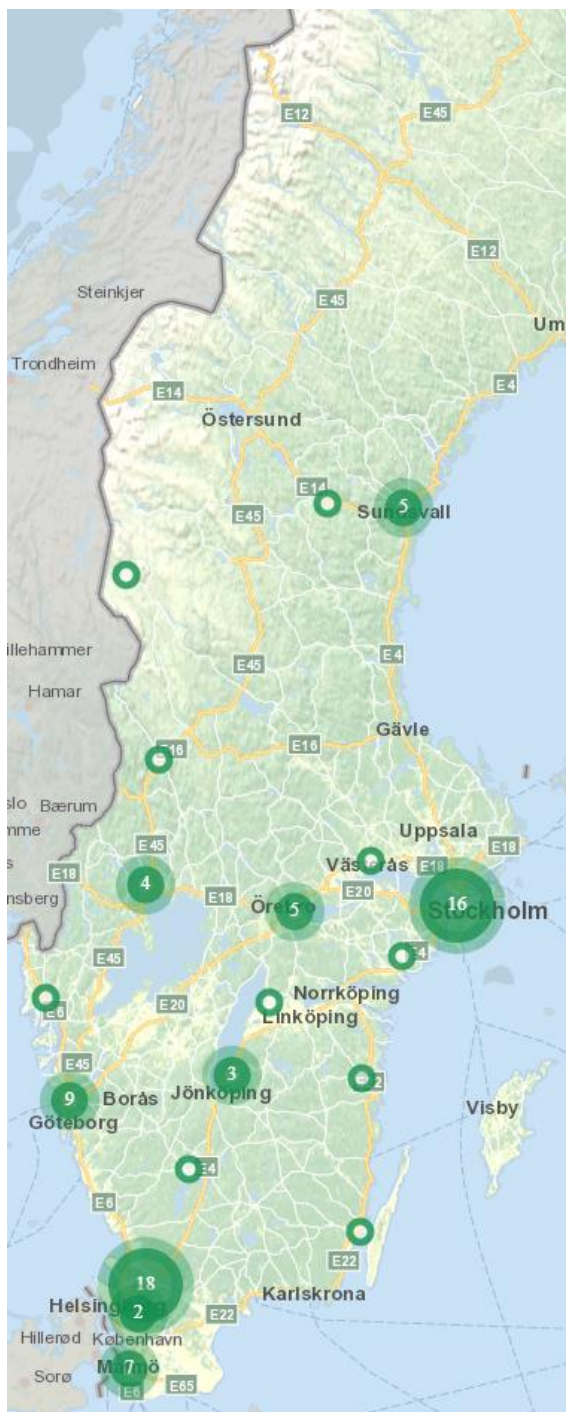 E12
E45
E12
Steinkjer
E45
Um
Trondheim
E4
E14
Östersund
E14
5
Sundsvall
E45
illehammer
E4
E45
Hamar
Gävle
E16
E16
slo Bærum
mme
Uppsala
E45
E18
Västerås
E18
s
E18
4
E18
E20
nsberg
Örebro
5
16
Stockholm
E4
E45
Norrköping
E20
E6
Linköping
E45
3
Jönköping
9
Borås
Göteborg
Visby
E4
E6
E22
18
Karlskrona
Helsingborg
2
E22
Hillerød København
7
Malmö
Sorø
E6
E65